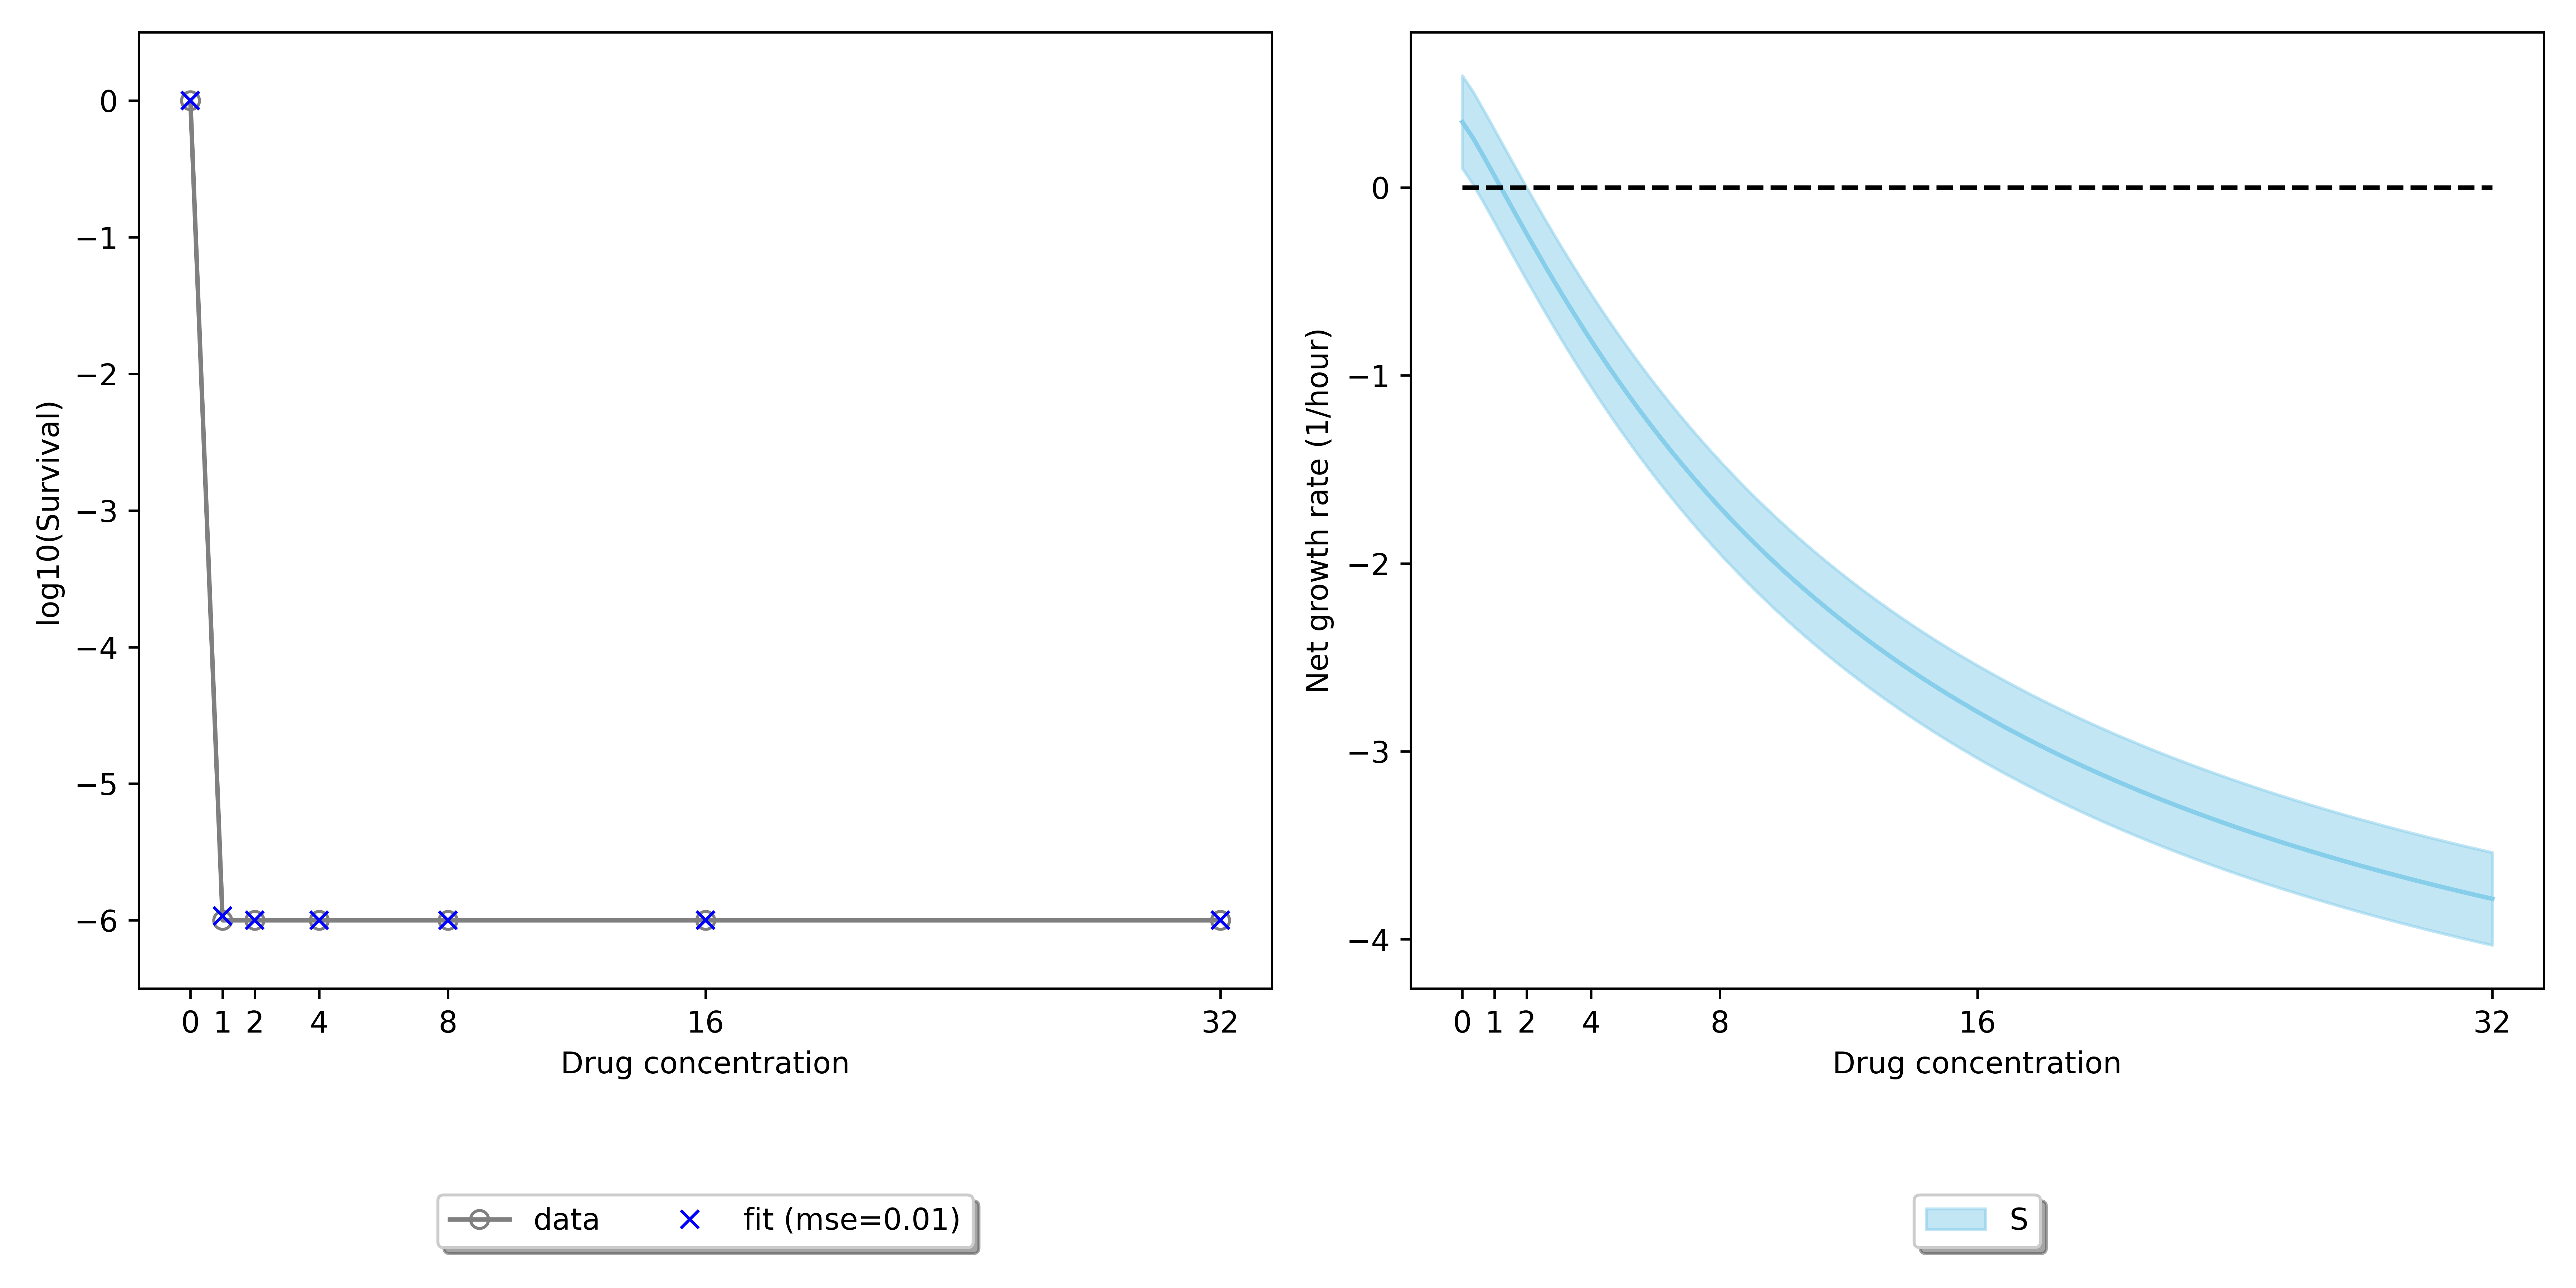 log10(Survival)
0
−1
−2
−3
−4
−5
−6
0 1 2 4 8 16 32
Drug concentration
data fit (mse=0.01)
Net growth rate (1/hour)
0
−1
−2
−3
−4
0 1 2 4 8 16 32
Drug concentration
S